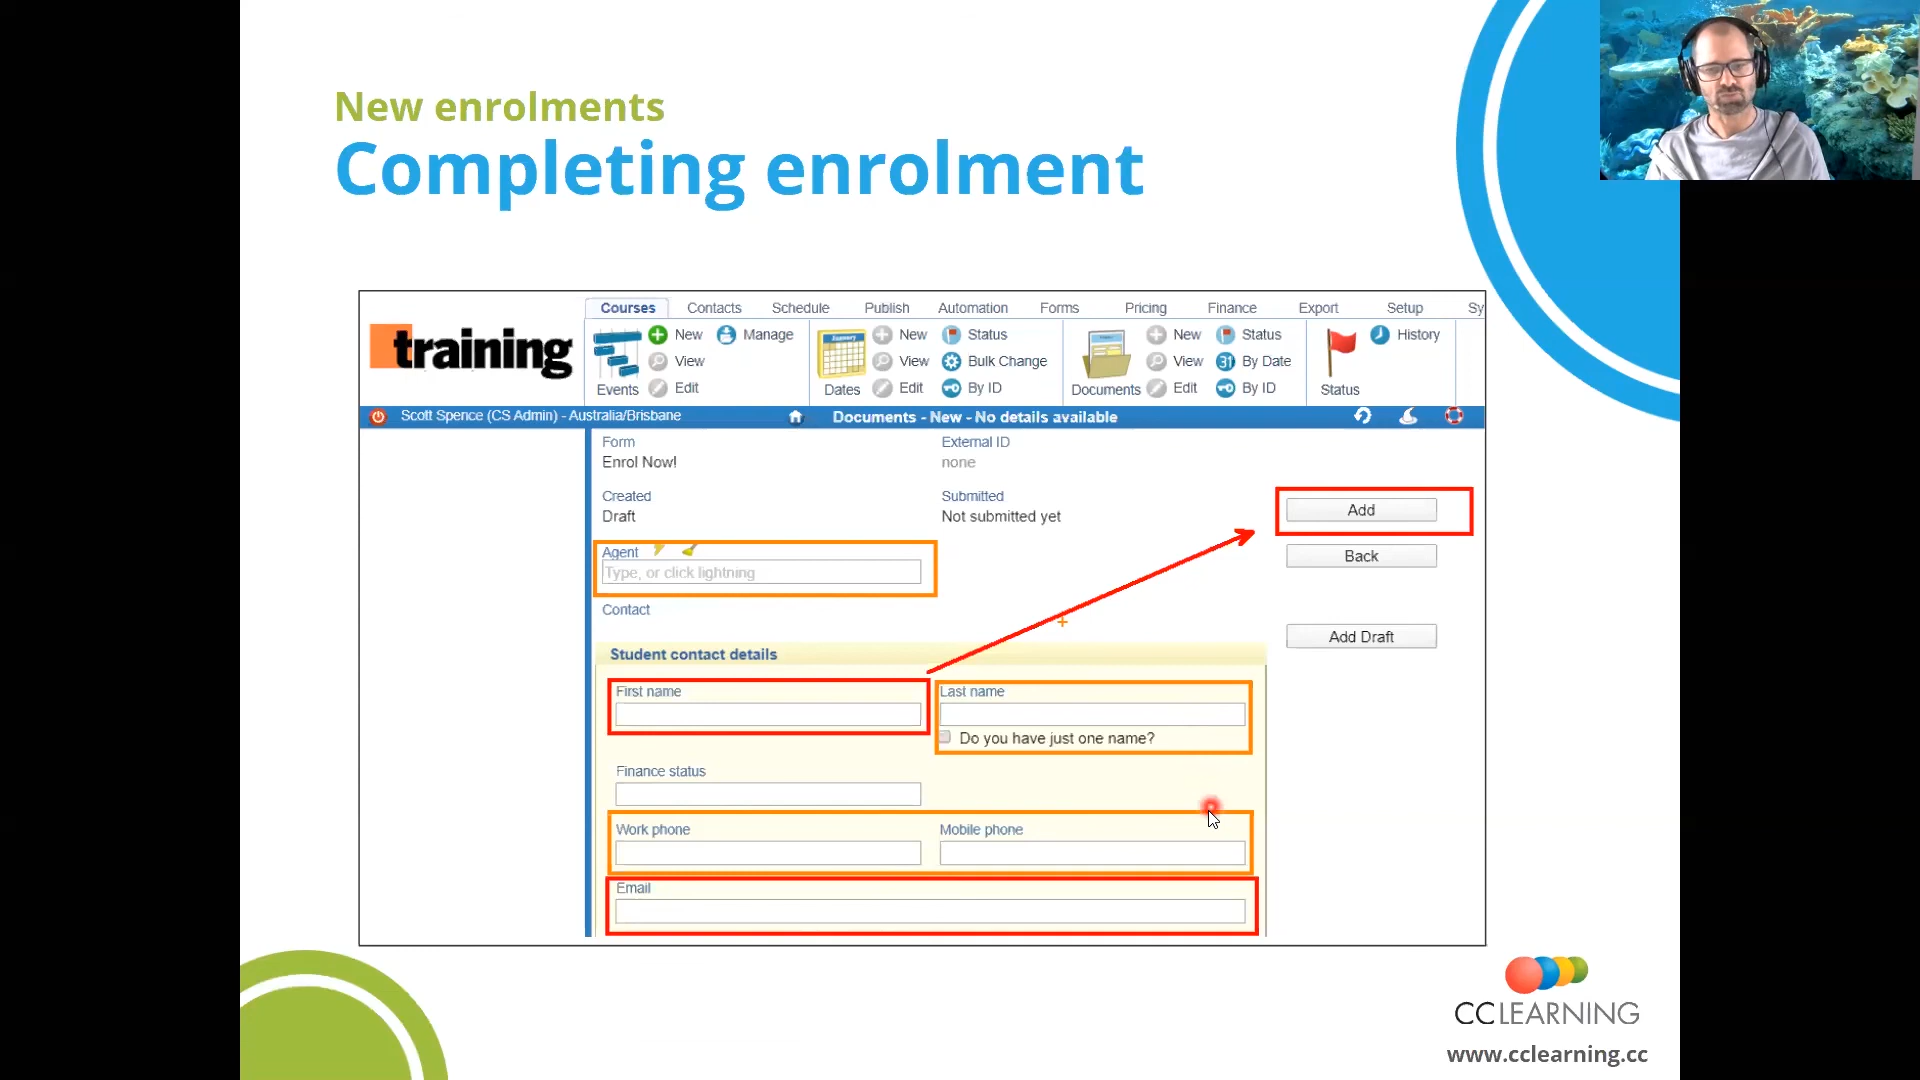 New enrolments
Completing enrolment
Courses Contacts Schedule Publish Automation Forms Pricing Finance Export Setup Sy
training
New Manage
View
Events Edit
January
New Status
View Bulk Change
Dates Edit By ID
New Status
View 31 By Date
Documents Edit By ID
History
Status
Scott Spence (CS Admin) - Australia/Brisbane
Documents - New - No details available
Form External ID
Enrol Now! none
Created Submitted
Draft Not submitted yet
Add
Agent
Type, or click lightning
Back
Contact
Add Draft
Student contact details
First name Last name
Do you have just one name?
Finance status
Work phone Mobile phone
Email
CCLEARNING
www.cclearning.cc